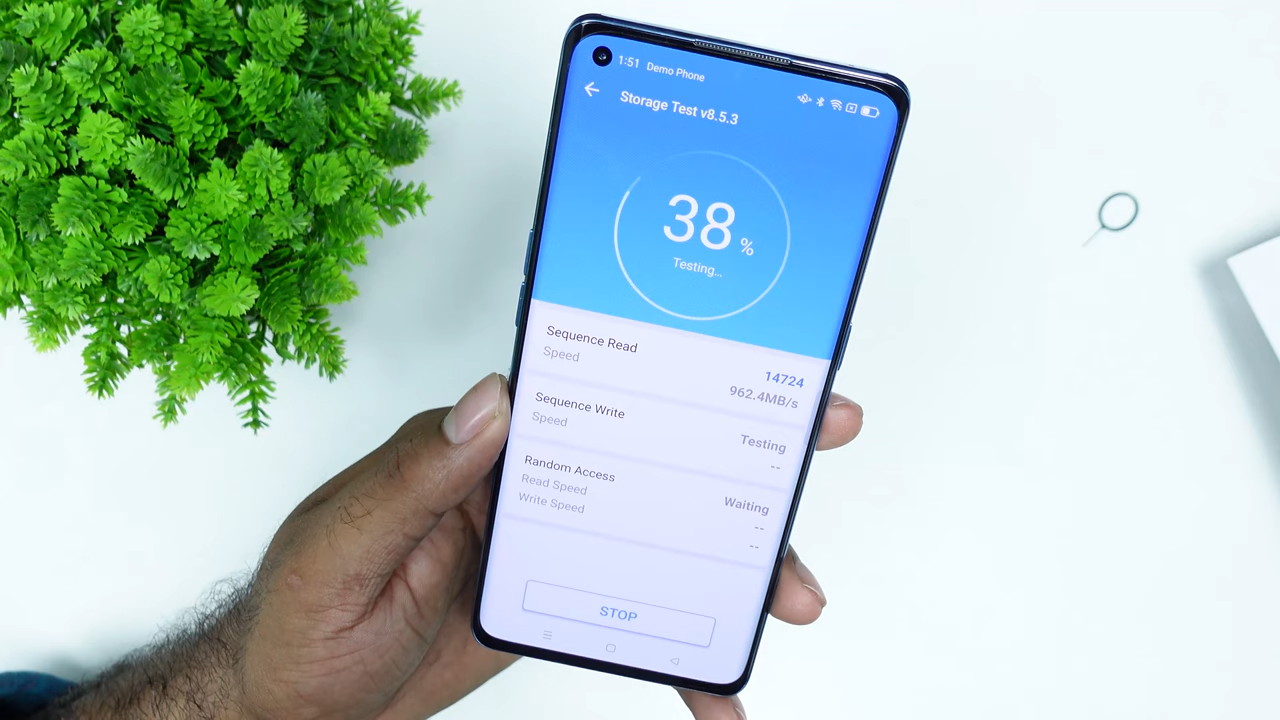 1:51 Demo Phone
Storage Test v8.5.3
38 %
Testing...
Sequence Read
14724
Speed
962.4MB/s
Sequence Write
Testing
Speed
--
Random Access
Waiting
Read Speed
--
Write Speed
--
STOP